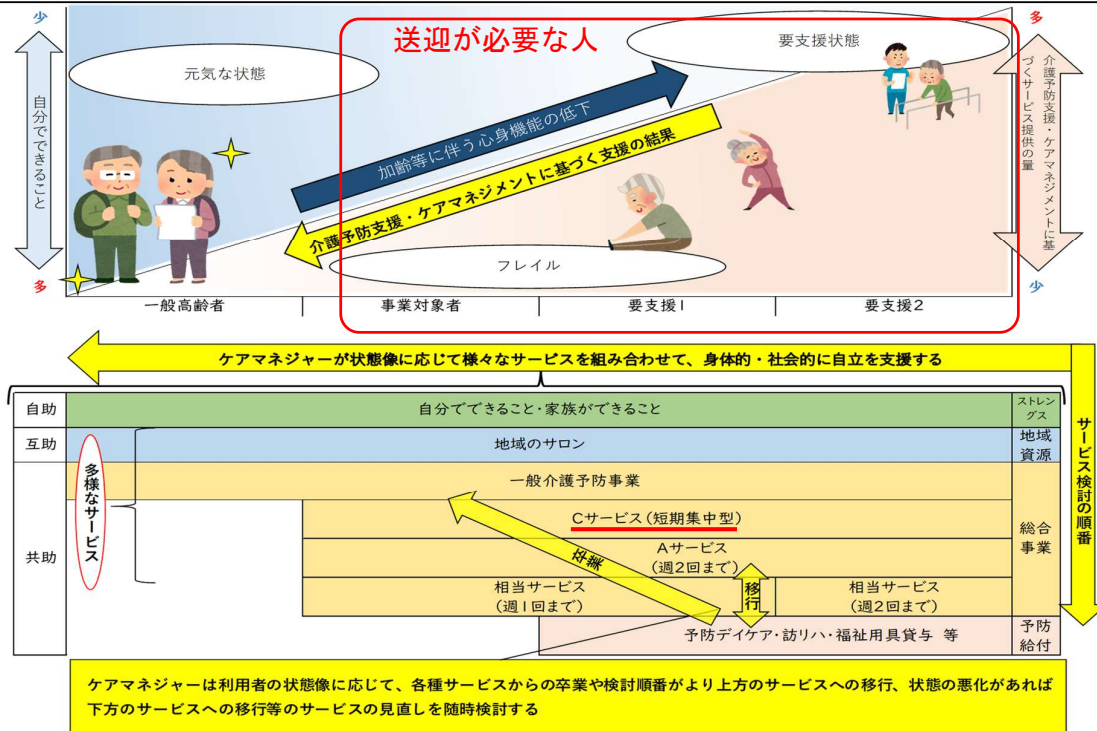 少
多
送迎が必要な人
要支援状態
元気な状態
自分でできること
加齢等に伴う心身機能の低下
介護予防支援・ケアマネジメントに基づく支援の結果
介護予防支援・ケアマネジメントに基
づくサービス提供の量
フレイル
多
少
一般高齢者
事業対象者
要支援1
要支援2
ケアマネジャーが状態像に応じて様々なサービスを組み合わせて、身体的・社会的に自立を支援する
自助
自分でできること・家族ができること
ストレン
グス
互助
地域のサロン
地域
資源
サービス検討の順番
多様なサービス
一般介護予防事業
Cサービス(短期集中型)
総合
事業
共助
Aサービス
(週2回まで)
卒業
移行
相当サービス
(週1回まで)
相当サービス
(週2回まで)
予防デイケア・訪リハ・福祉用具貸与 等
予防
給付
ケアマネジャーは利用者の状態像に応じて、各種サービスからの卒業や検討順番がより上方のサービスへの移行、状態の悪化があれば
下方のサービスへの移行等のサービスの見直しを随時検討する